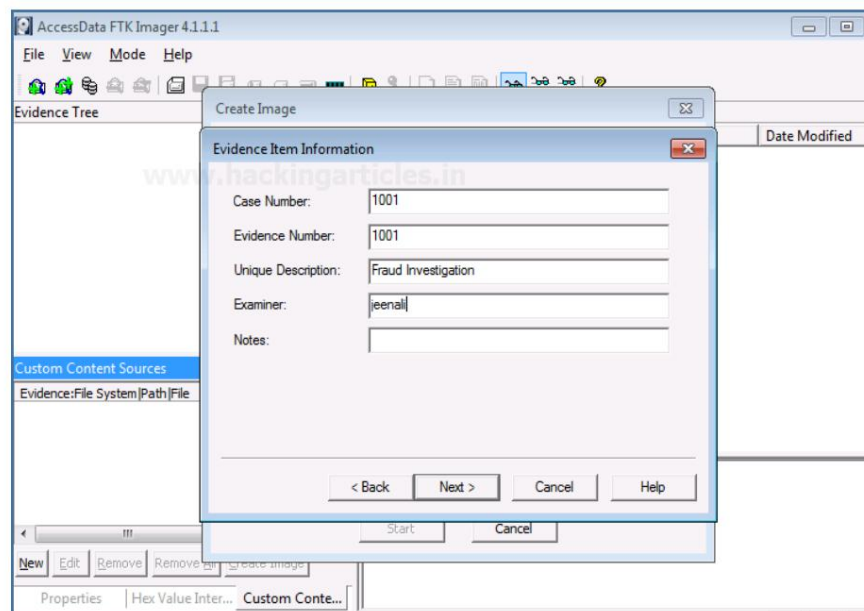 AccessData FTK Imager 4.1.1.1
File View Mode Help
Evidence Tree
Create Image
Date Modified
Evidence Item Information
www.hackingarticles.in
Case Number: 1001
Evidence Number: 1001
Unique Description: Fraud Investigation
Examiner: jeenali
Notes:
Custom Content Sources
Evidence:File System|Path|File
< Back Next > Cancel Help
Start Cancel
New Edit Remove Remove All Create Image
Properties Hex Value Inter... Custom Conte...